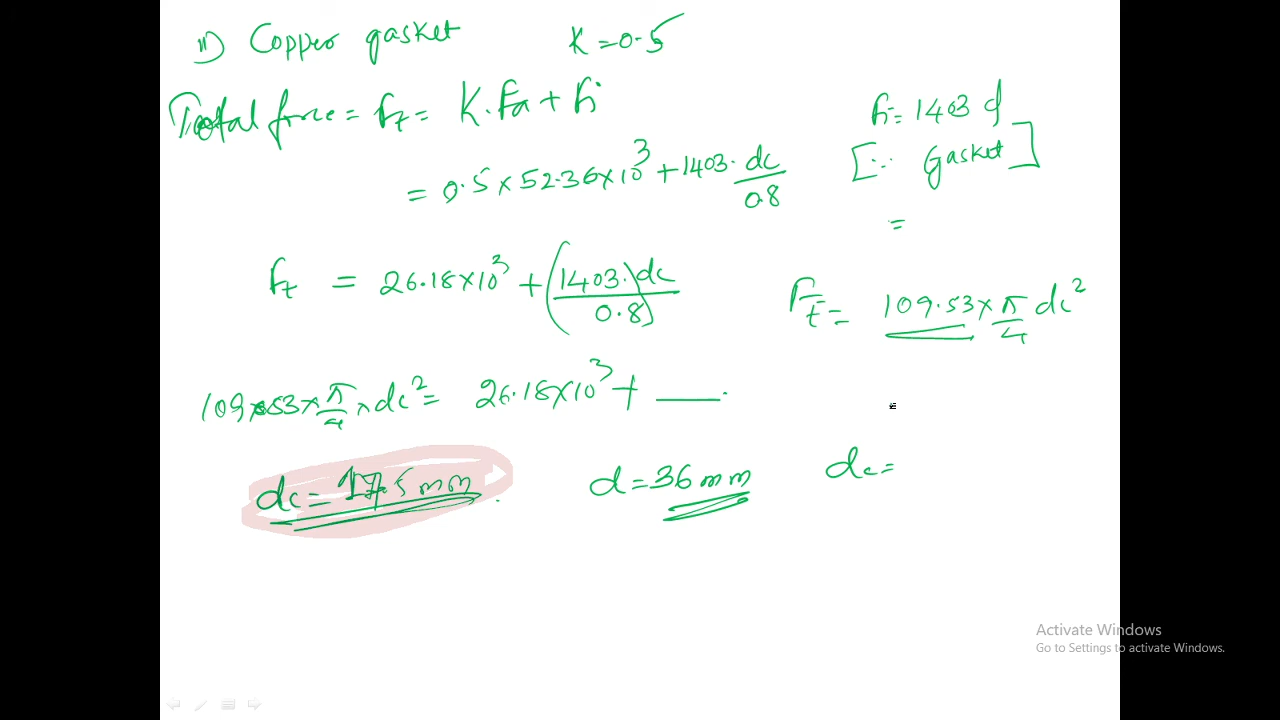 ii) Copper gasket K = 0.5
Total force = Ft = K.Fa + Fi
Fi = 1403 d
[∵ Gasket]
= 0.5 × 52.36×10³ + 1403. dc/0.8
=
Ft = 26.18×10³ + (1403.)dc/0.8)
Ft = 109.53 × π/4 dc²
109.53 × π/4 × dc² = 26.18×10³ + ___.
dc = 17.5 mm. d = 36 mm dc =
Activate Windows
Go to Settings to activate Windows.